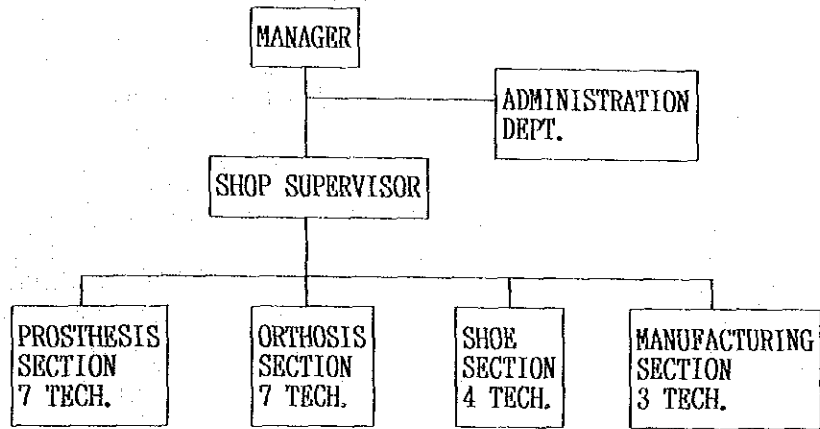 MANAGER
ADMINISTRATION
DEPT.
SHOP SUPERVISOR
PROSTHESIS
SECTION
7 TECH.
ORTHOSIS
SECTION
7 TECH.
SHOE
SECTION
4 TECH.
MANUFACTURING
SECTION
3 TECH.